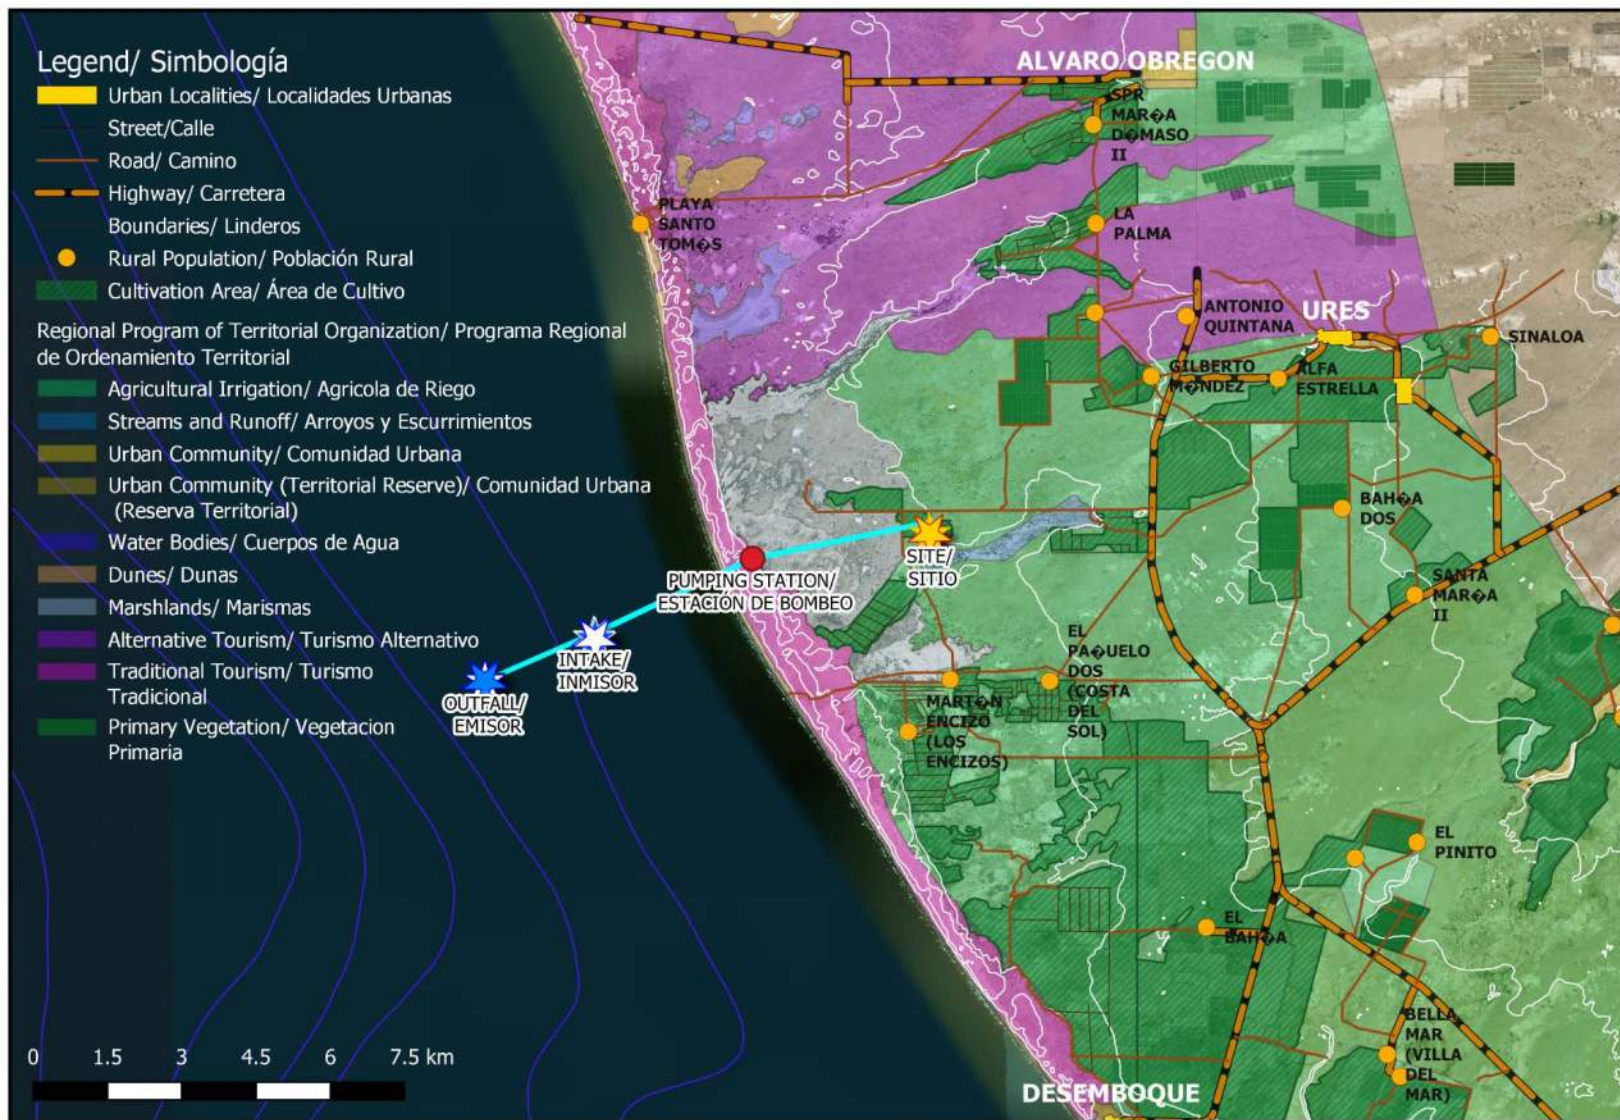 Legend/ Simbología
Urban Localities/ Localidades Urbanas
Street/Calle
Road/ Camino
Highway/ Carretera
Boundaries/ Linderos
Rural Population/ Población Rural
Cultivation Area/ Área de Cultivo
Regional Program of Territorial Organization/ Programa Regional
de Ordenamiento Territorial
Agricultural Irrigation/ Agricola de Riego
Streams and Runoff/ Arroyos y Escurrimientos
Urban Community/ Comunidad Urbana
Urban Community (Territorial Reserve)/ Comunidad Urbana
(Reserva Territorial)
Water Bodies/ Cuerpos de Agua
Dunes/ Dunas
Marshlands/ Marismas
Alternative Tourism/ Turismo Alternativo
Traditional Tourism/ Turismo
Tradicional
Primary Vegetation/ Vegetacion
Primaria
0 1.5 3 4.5 6 7.5 km
ALVARO OBREGON
SPR
MAR�A
D�MASO
II
PLAYA
SANTO
TOM�S
LA
PALMA
ANTONIO
QUINTANA
URES
SINALOA
GILBERTO
M�NDEZ
ALFA
ESTRELLA
BAH�A
DOS
SITE/
SITIO
PUMPING STATION/
ESTACIÓN DE BOMBEO
SANTA
MAR�A
II
INTAKE/
INMISOR
OUTFALL/
EMISOR
EL
PA�UELO
DOS
(COSTA
DEL
SOL)
MART�N
ENCIZO
(LOS
ENCIZOS)
EL
PINITO
EL
BAH�A
BELLA
MAR
(VILLA
DEL
MAR)
DESEMBOQUE